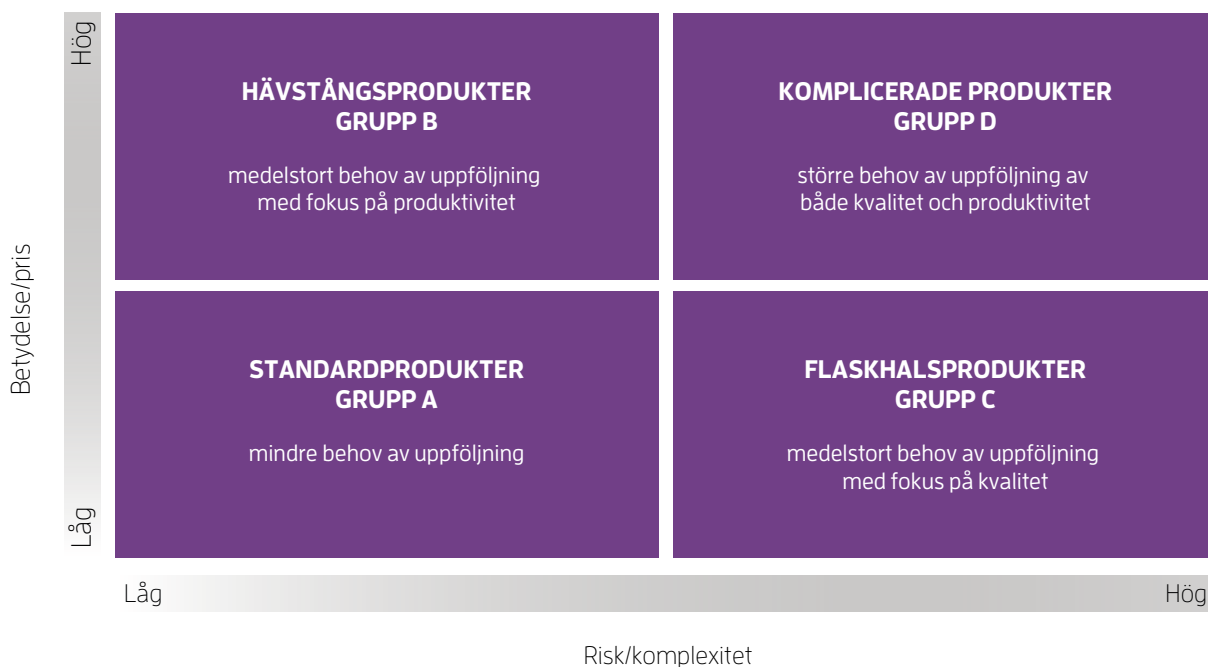 Hög
Betydelse/pris
Låg
HÄVSTÅNGSPRODUKTER
GRUPP B
medelstort behov av uppföljning
med fokus på produktivitet
KOMPLICERADE PRODUKTER
GRUPP D
större behov av uppföljning av
både kvalitet och produktivitet
STANDARDPRODUKTER
GRUPP A
mindre behov av uppföljning
FLASKHALSPRODUKTER
GRUPP C
medelstort behov av uppföljning
med fokus på kvalitet
Låg
Hög
Risk/komplexitet